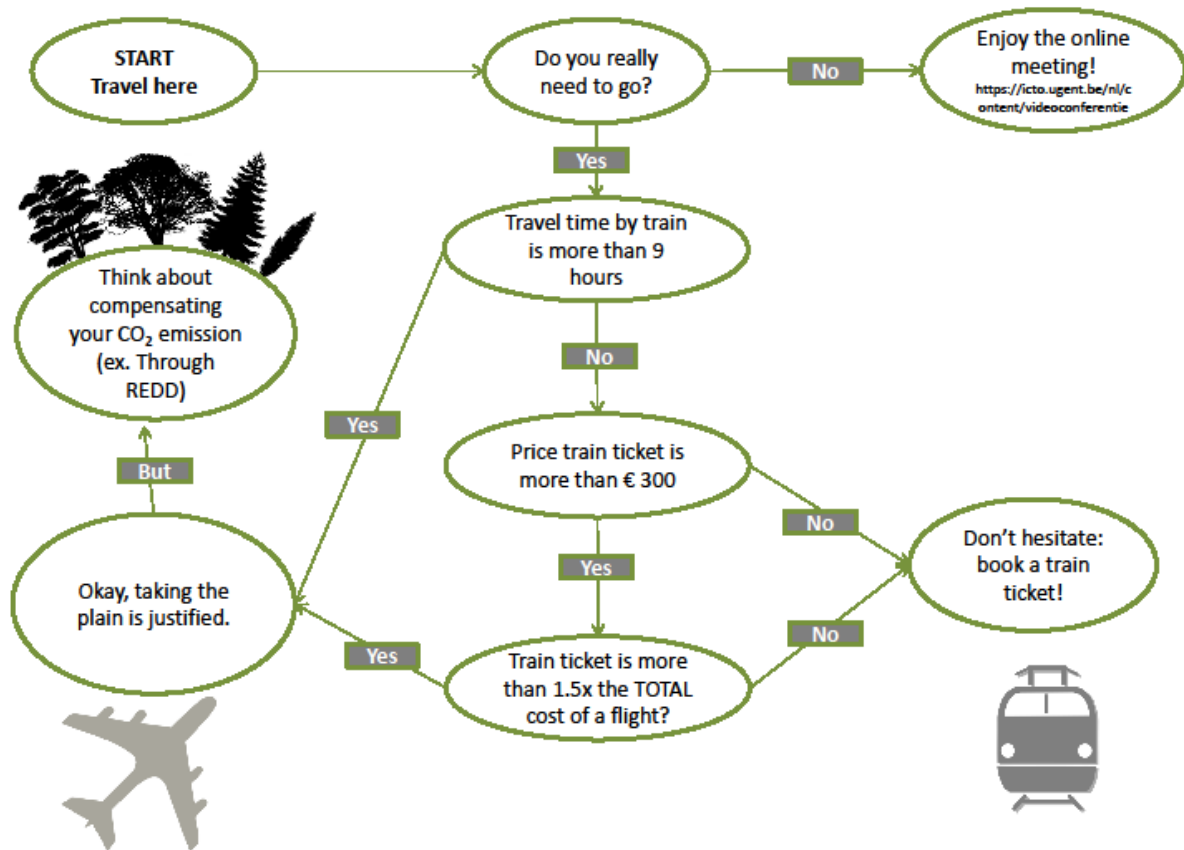 START
Travel here
Do you really
need to go?
No
Enjoy the online
meeting!
https://icto.ugent.be/nl/c
ontent/videoconferentie
Yes
Travel time by train
is more than 9
hours
Think about
compensating
your CO₂ emission
(ex. Through
REDD)
No
Yes
Price train ticket is
more than € 300
But
No
Don't hesitate:
book a train
ticket!
Yes
Okay, taking the
plain is justified.
No
Yes
Train ticket is more
than 1.5x the TOTAL
cost of a flight?